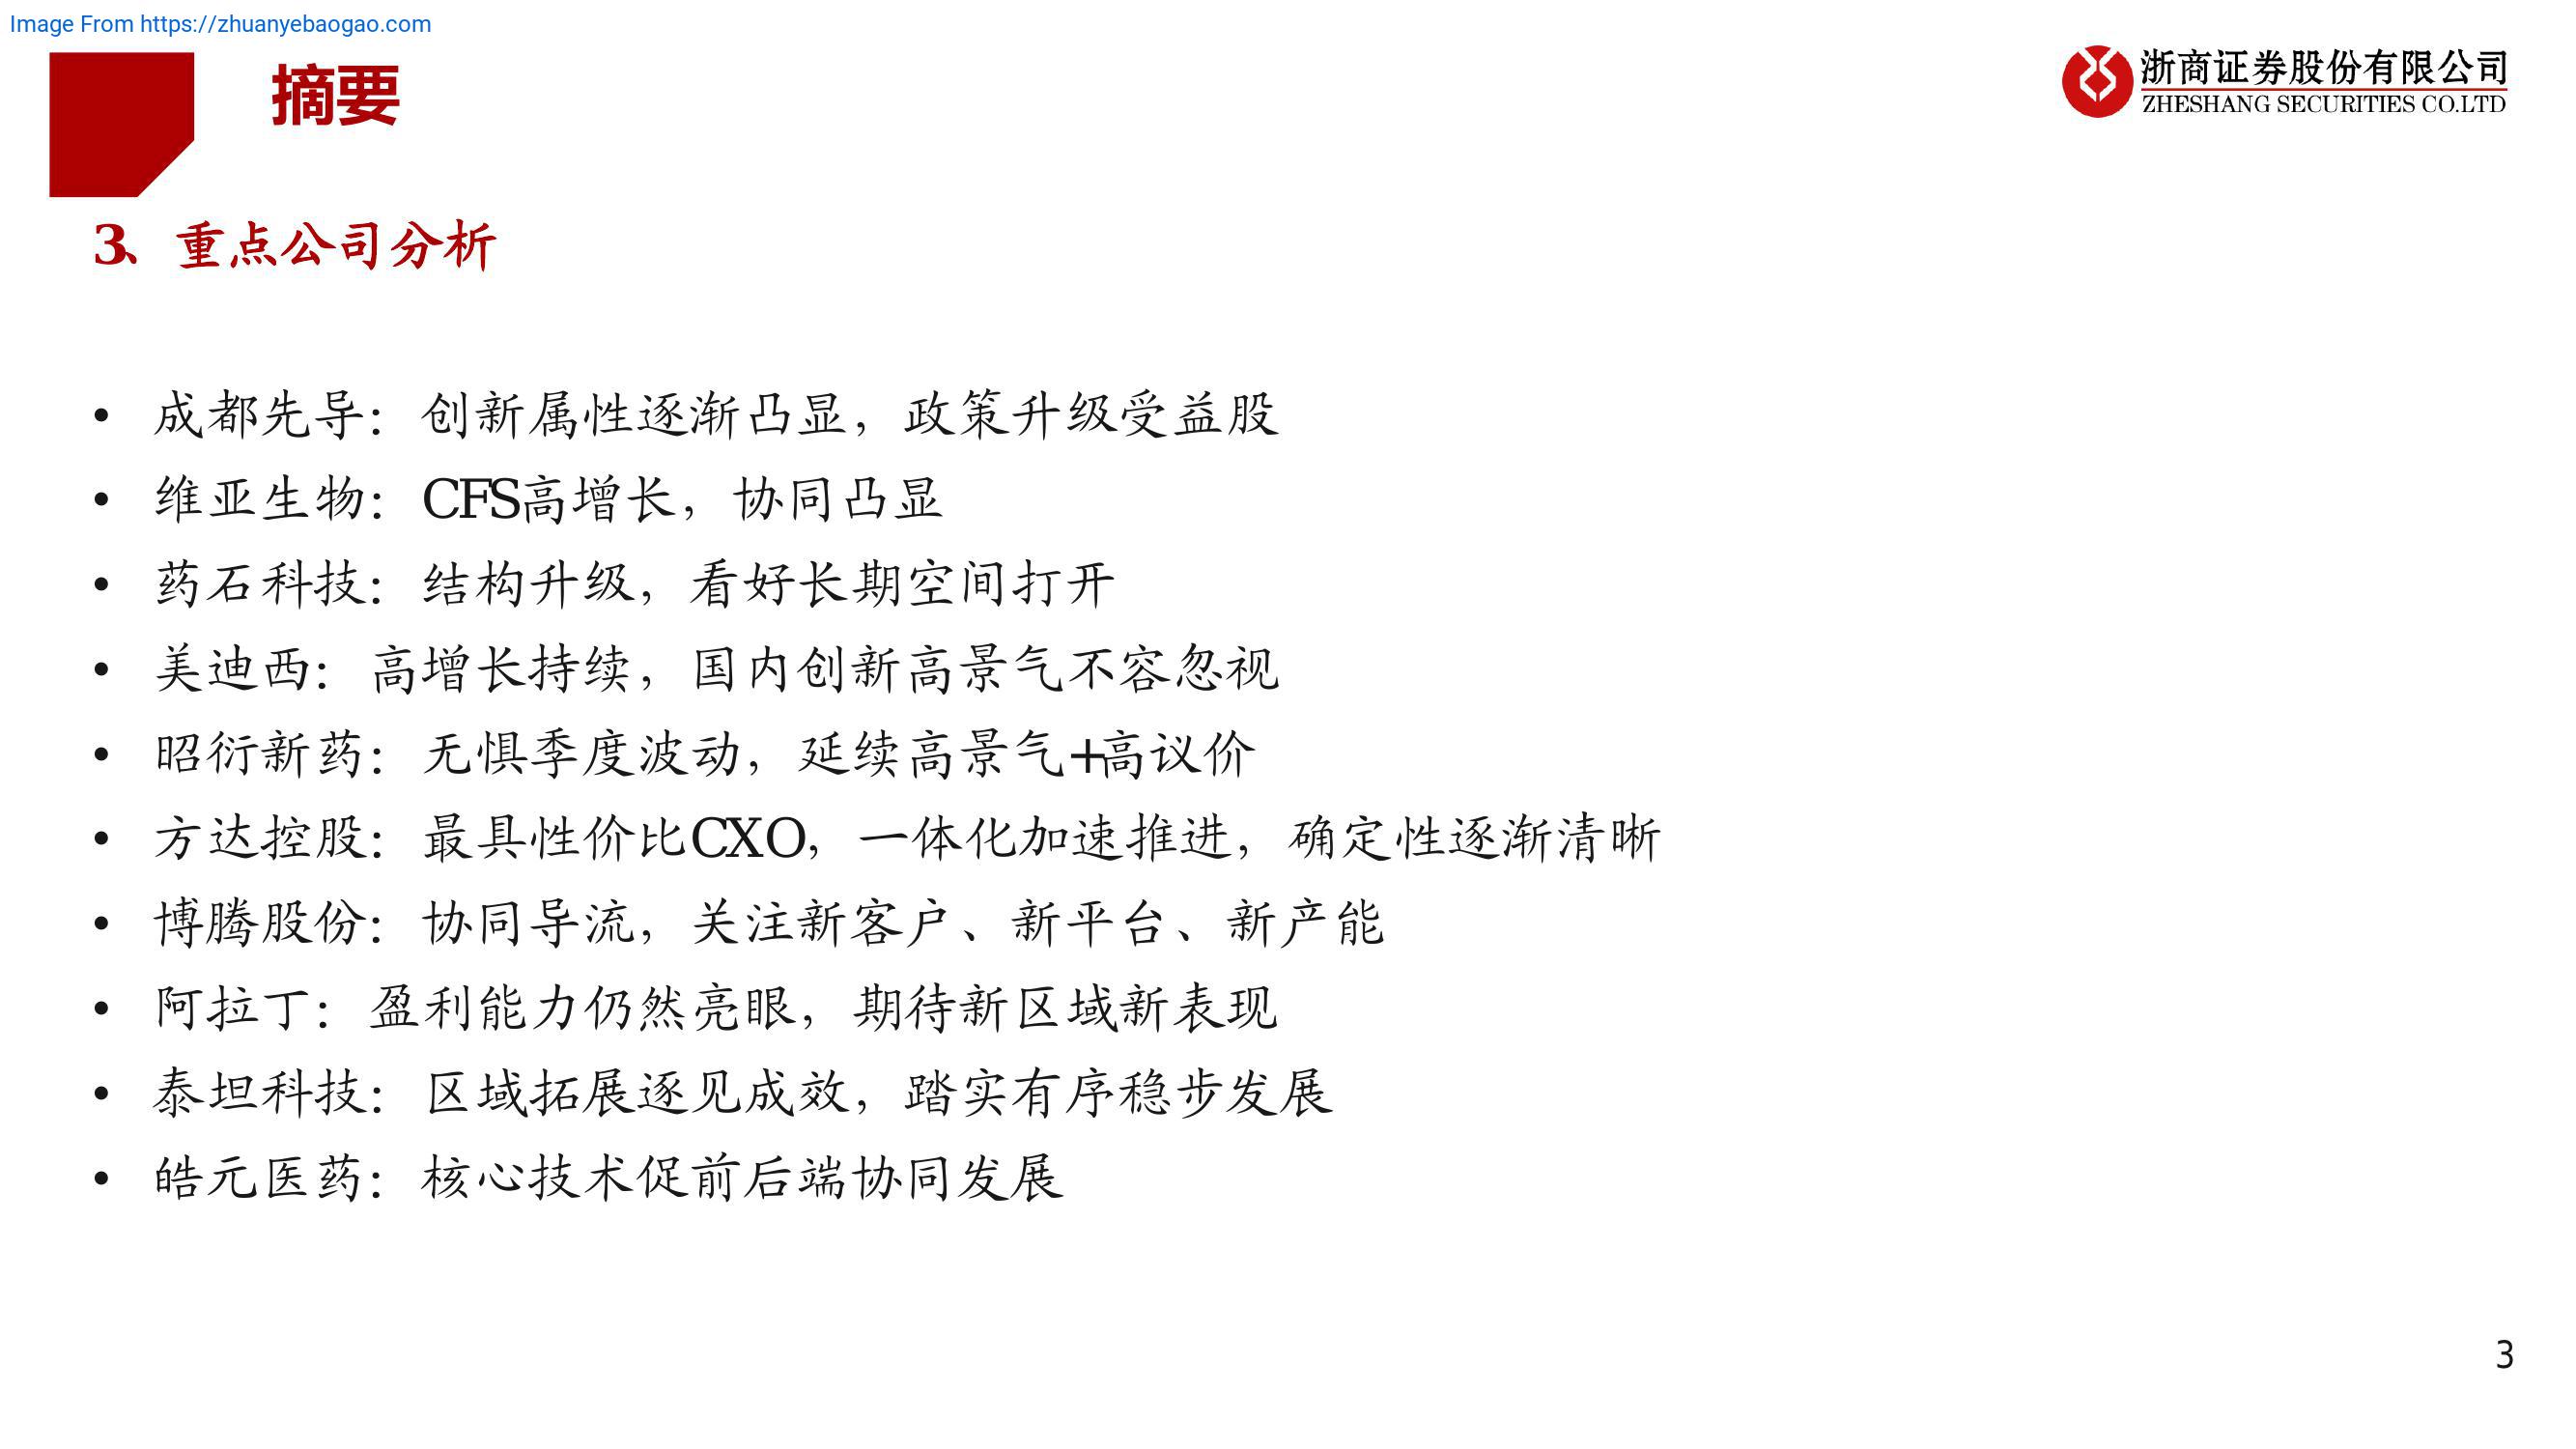 Image From https://zhuanyebaogao.com
摘要
浙商证券股份有限公司
ZHESHANG SECURITIES CO.LTD
3、重点公司分析
• 成都先导：创新属性逐渐凸显，政策升级受益股
• 维亚生物：CFS高增长，协同凸显
• 药石科技：结构升级，看好长期空间打开
• 美迪西：高增长持续，国内创新高景气不容忽视
• 昭衍新药：无惧季度波动，延续高景气+高议价
• 方达控股：最具性价比CXO，一体化加速推进，确定性逐渐清晰
• 博腾股份：协同导流，关注新客户、新平台、新产能
• 阿拉丁：盈利能力仍然亮眼，期待新区域新表现
• 泰坦科技：区域拓展逐见成效，踏实有序稳步发展
• 皓元医药：核心技术促前后端协同发展
3